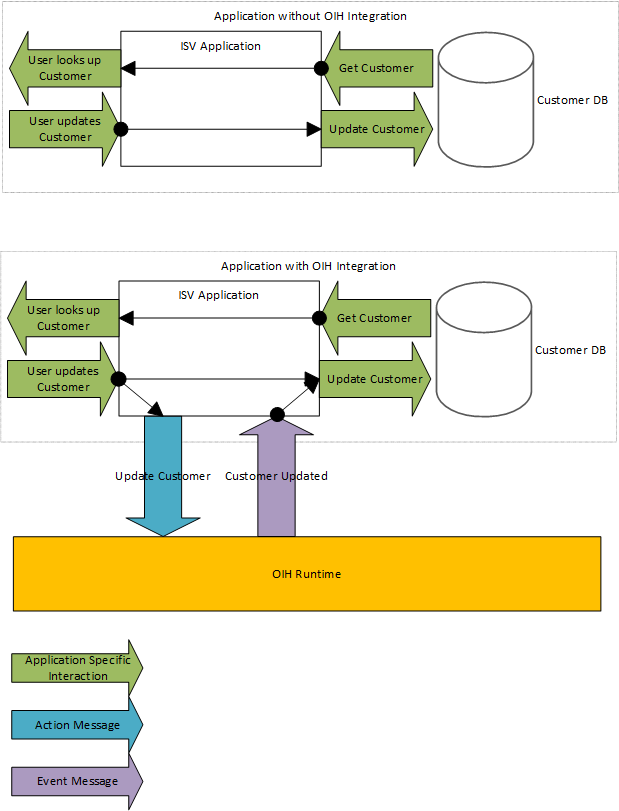 Application without OIH Integration
ISV Application
User looks up
Customer
Get Customer
User updates
Customer
Update Customer
Customer DB
Application with OIH Integration
ISV Application
User looks up
Customer
Get Customer
User updates
Customer
Update Customer
Customer DB
Update Customer
Customer Updated
OIH Runtime
Application Specific
Interaction
Action Message
Event Message